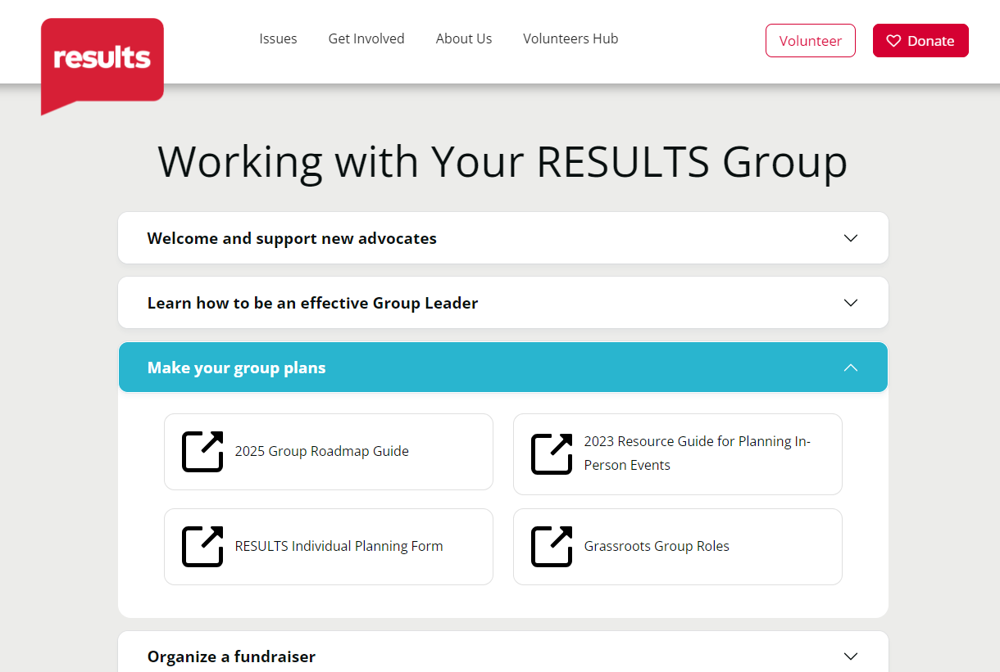 results
Issues
Get Involved
About Us
Volunteers Hub
Volunteer
Donate
Working with Your RESULTS Group
Welcome and support new advocates
Learn how to be an effective Group Leader
Make your group plans
2025 Group Roadmap Guide
2023 Resource Guide for Planning In-
Person Events
RESULTS Individual Planning Form
Grassroots Group Roles
Organize a fundraiser